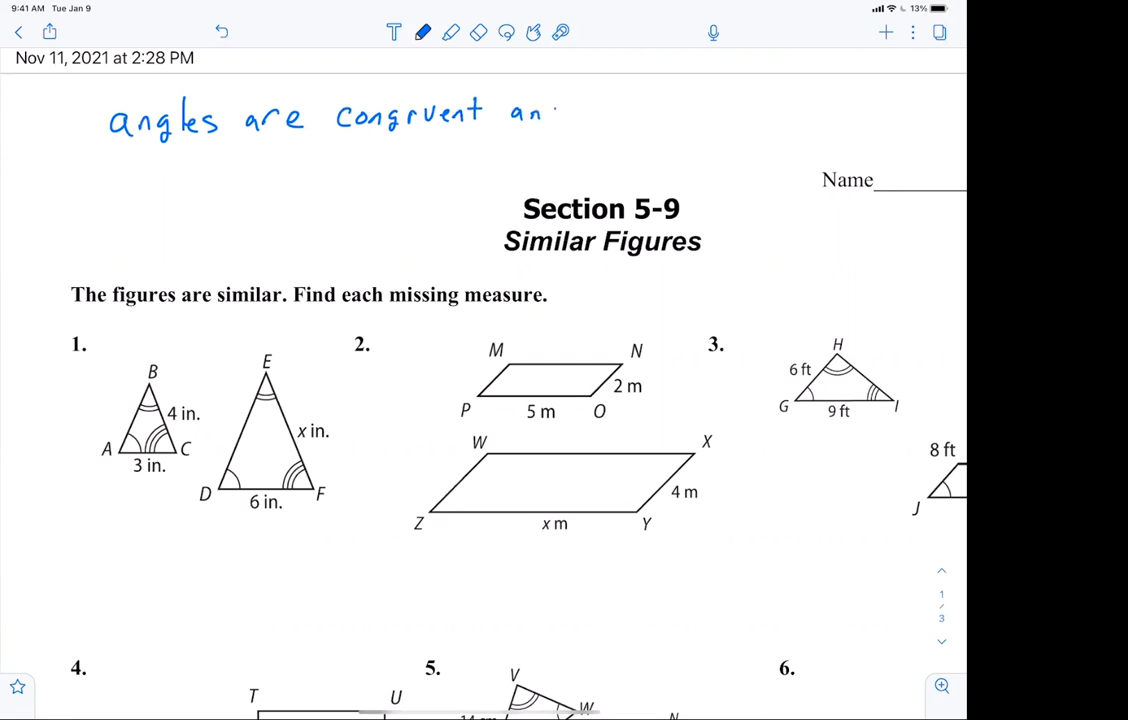 9:41 AM Tue Jan 9
13%
Nov 11, 2021 at 2:28 PM
angles are congruent an
Name
Section 5-9
Similar Figures
The figures are similar. Find each missing measure.
1.
B
4 in.
A
C
3 in.
E
x in.
D
F
6 in.
2.
M
N
2 m
P
5 m
O
W
X
4 m
Z
x m
Y
3.
H
6 ft
G
9 ft
I
8 ft
J
1
/
3
4.
T
U
5.
V
W
6.